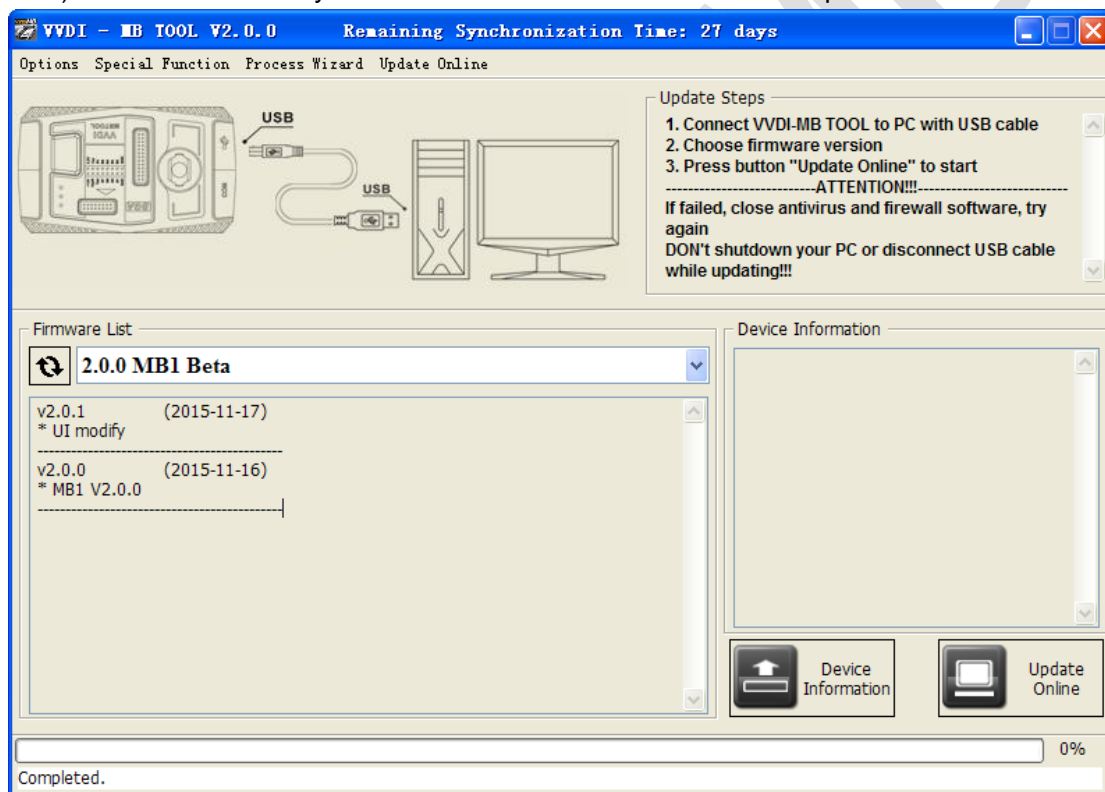 VVDI - MB TOOL V2.0.0 Remaining Synchronization Time: 27 days
Options Special Function Process Wizard Update Online
USB
USB
Update Steps
1. Connect VVDI-MB TOOL to PC with USB cable
2. Choose firmware version
3. Press button "Update Online" to start
---------------------------ATTENTION!!!---------------------------
If failed, close antivirus and firewall software, try
again
DON't shutdown your PC or disconnect USB cable
while updating!!!
Firmware List
2.0.0 MB1 Beta
v2.0.1 (2015-11-17)
* UI modify
-------------------------------------------
v2.0.0 (2015-11-16)
* MB1 V2.0.0
-------------------------------------------
Device Information
Device
Information
Update
Online
0%
Completed.